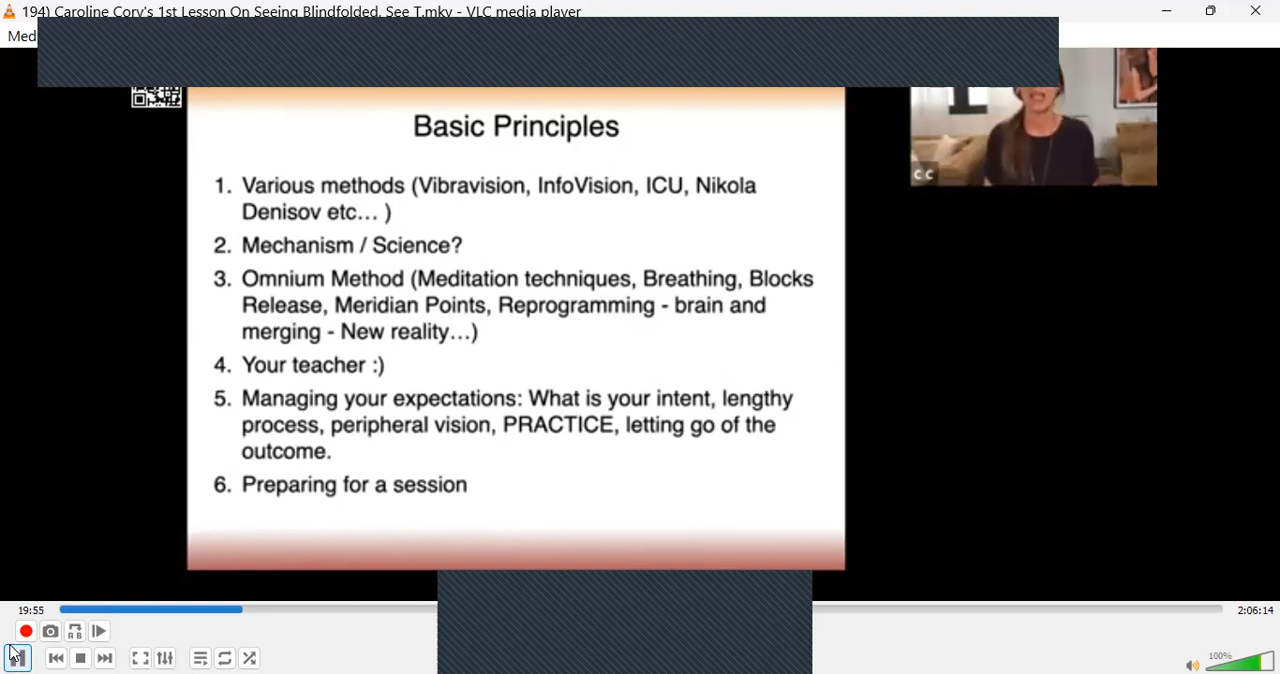 194) Caroline Cory's 1st Lesson On Seeing Blindfolded, See T.mkv - VLC media player
Med
Basic Principles
1. Various methods (Vibravision, InfoVision, ICU, Nikola
Denisov etc... )
2. Mechanism / Science?
3. Omnium Method (Meditation techniques, Breathing, Blocks
Release, Meridian Points, Reprogramming - brain and
merging - New reality...)
4. Your teacher :)
5. Managing your expectations: What is your intent, lengthy
process, peripheral vision, PRACTICE, letting go of the
outcome.
6. Preparing for a session
C C
19:55
2:06:14
A B
100%